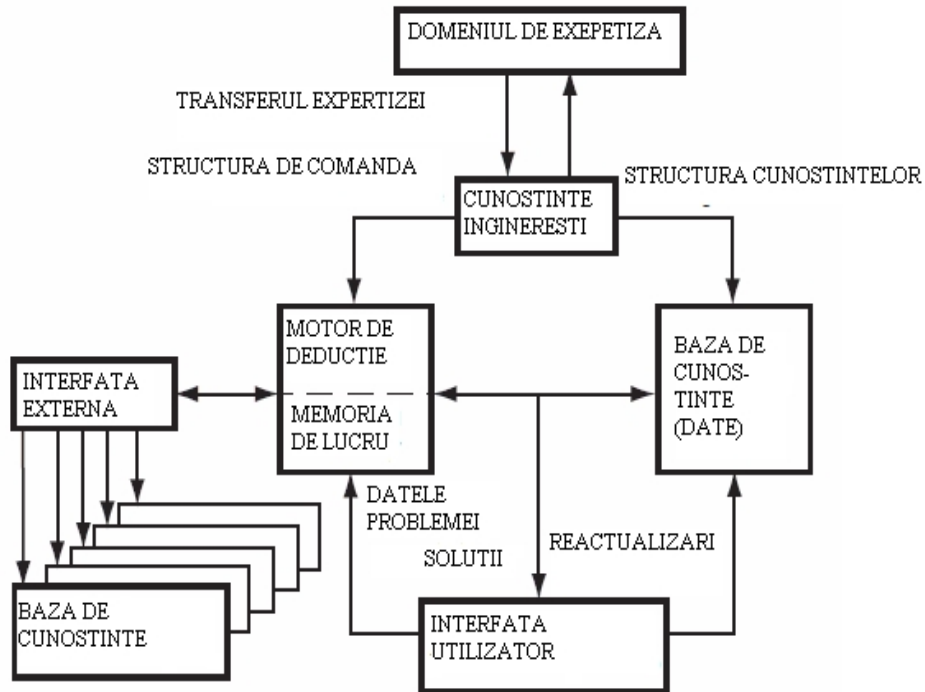 DOMENIUL DE EXEPETIZA
TRANSFERUL EXPERTIZEI
STRUCTURA DE COMANDA
STRUCTURA CUNOSTINTELOR
CUNOSTINTE
INGINERESTI
MOTOR DE
DEDUCTIE
MEMORIA
DE LUCRU
BAZA DE
CUNOS-
TINTE
(DATE)
INTERFATA
EXTERNA
DATELE
PROBLEMEI
SOLUTII
REACTUALIZARI
BAZA DE
CUNOSTINTE
INTERFATA
UTILIZATOR